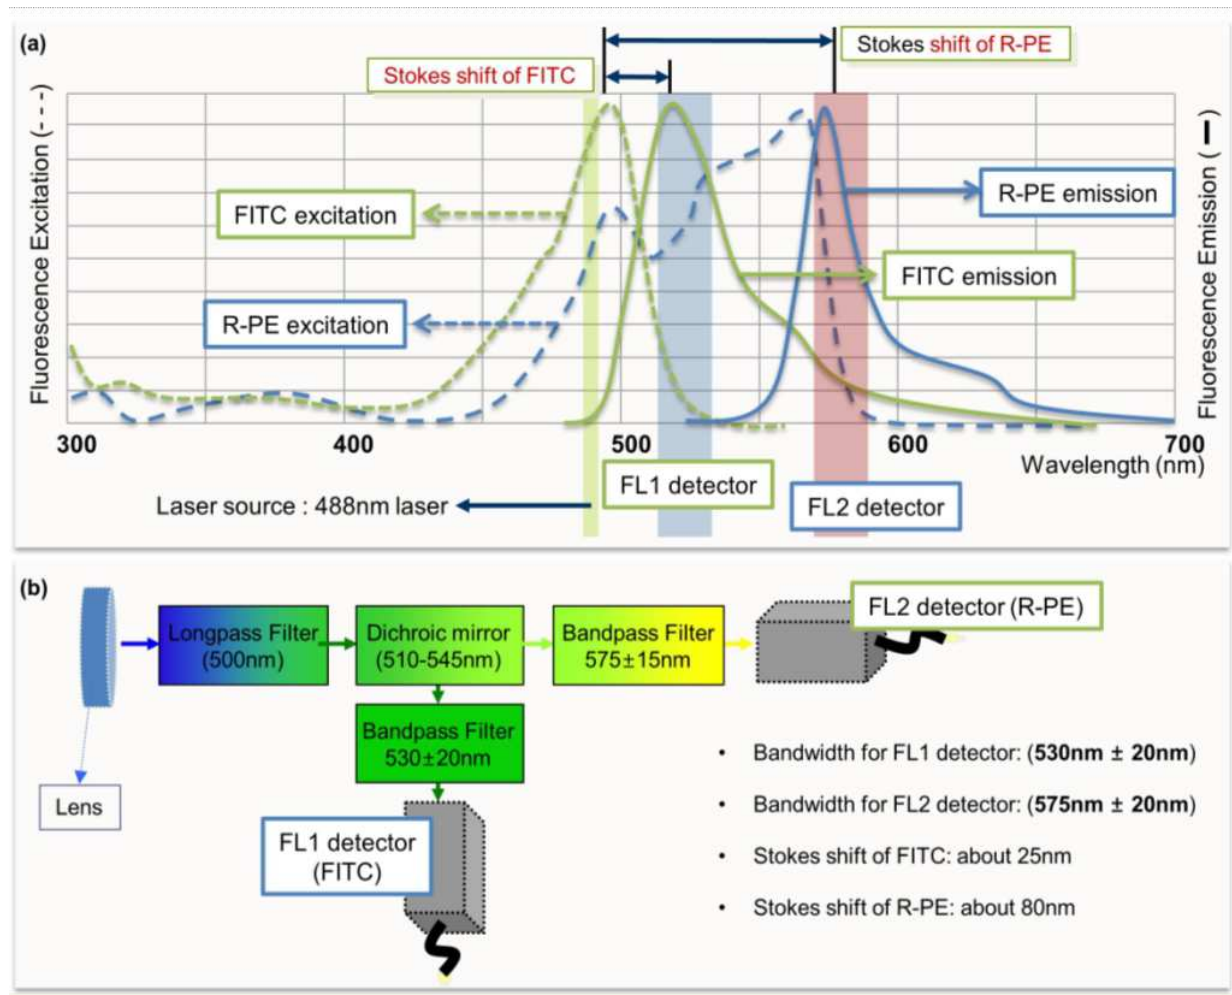 (a)
Stokes shift of R-PE
Stokes shift of FITC
Fluorescence Excitation (---)
Fluorescence Emission (—)
FITC excitation
R-PE emission
FITC emission
R-PE excitation
300
400
500
600
700
Wavelength (nm)
FL1 detector
Laser source : 488nm laser
FL2 detector
(b)
FL2 detector (R-PE)
Longpass Filter
(500nm)
Dichroic mirror
(510-545nm)
Bandpass Filter
575±15nm
Bandpass Filter
530±20nm
Lens
FL1 detector
(FITC)
• Bandwidth for FL1 detector: (530nm ± 20nm)
• Bandwidth for FL2 detector: (575nm ± 20nm)
• Stokes shift of FITC: about 25nm
• Stokes shift of R-PE: about 80nm